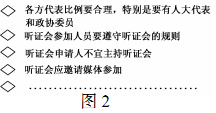 各方代表比例要合理，特别是要有人大代表
和政协委员
听证会参加人员要遵守听证会的规则
听证会申请人不宜主持听证会
听证会应邀请媒体参加
………………………………
图2